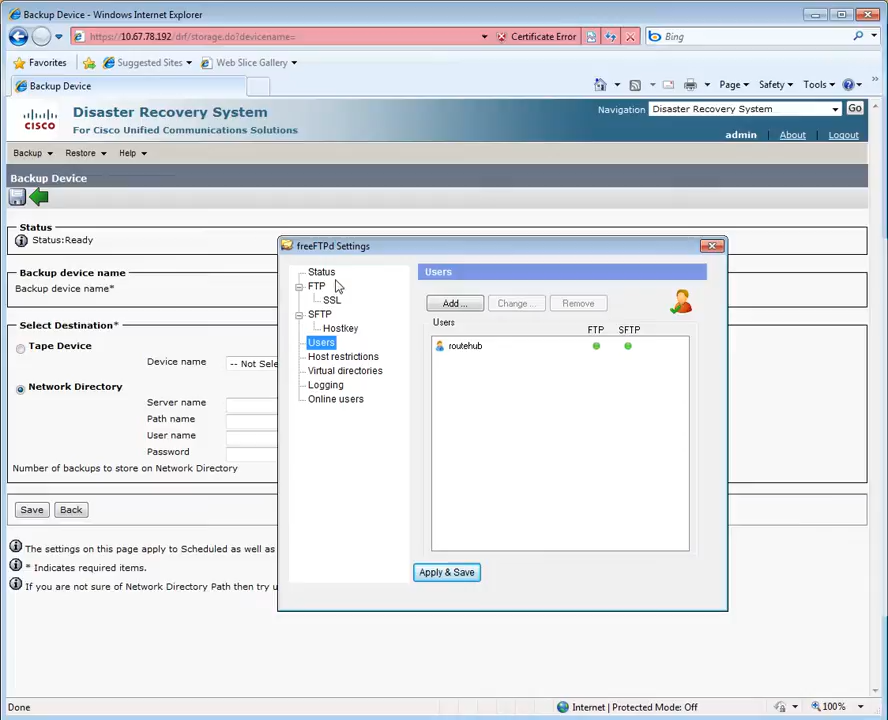 Backup Device - Windows Internet Explorer
https://10.67.78.192/drf/storage.do?devicename=
Certificate Error
Bing
Favorites
Suggested Sites
Web Slice Gallery
Backup Device
Page
Safety
Tools
CISCO
Disaster Recovery System
For Cisco Unified Communications Solutions
Navigation
Disaster Recovery System
Go
admin
About
Logout
Backup
Restore
Help
Backup Device
Status
Status:Ready
Backup device name
Backup device name*
Select Destination*
Tape Device
Device name
-- Not Sele
Network Directory
Server name
Path name
User name
Password
Number of backups to store on Network Directory
Save
Back
The settings on this page apply to Scheduled as well as
* Indicates required items.
If you are not sure of Network Directory Path then try u
freeFTPd Settings
Status
FTP
SSL
SFTP
Hostkey
Users
Host restrictions
Virtual directories
Logging
Online users
Users
Add ...
Change ...
Remove
Users
FTP
SFTP
routehub
Apply & Save
Done
Internet | Protected Mode: Off
100%